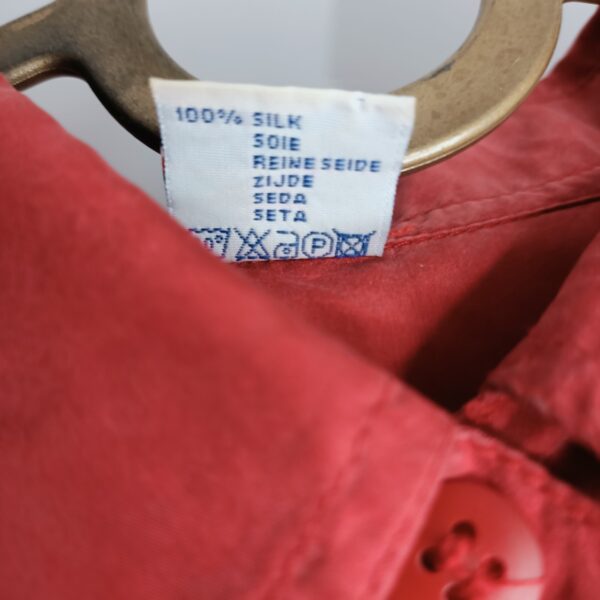 100% SILK
SOIE
REINE SEIDE
ZIJDE
SEDA
SETA
P